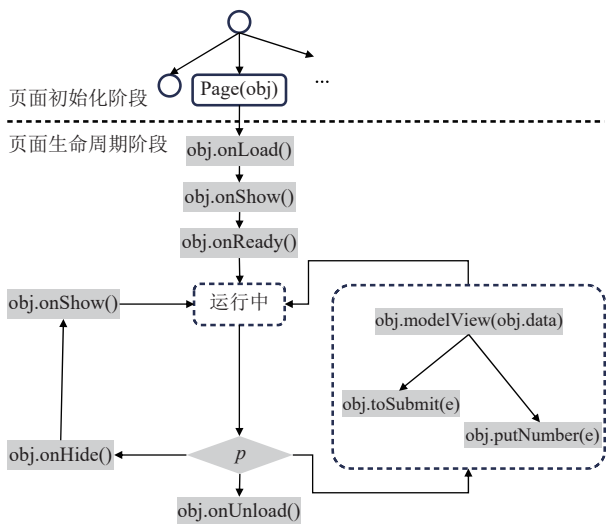 Page(obj)
...
页面初始化阶段
页面生命周期阶段
obj.onLoad()
obj.onShow()
obj.onReady()
obj.onShow()
运行中
obj.modelView(obj.data)
obj.toSubmit(e)
obj.putNumber(e)
obj.onHide()
p
obj.onUnload()